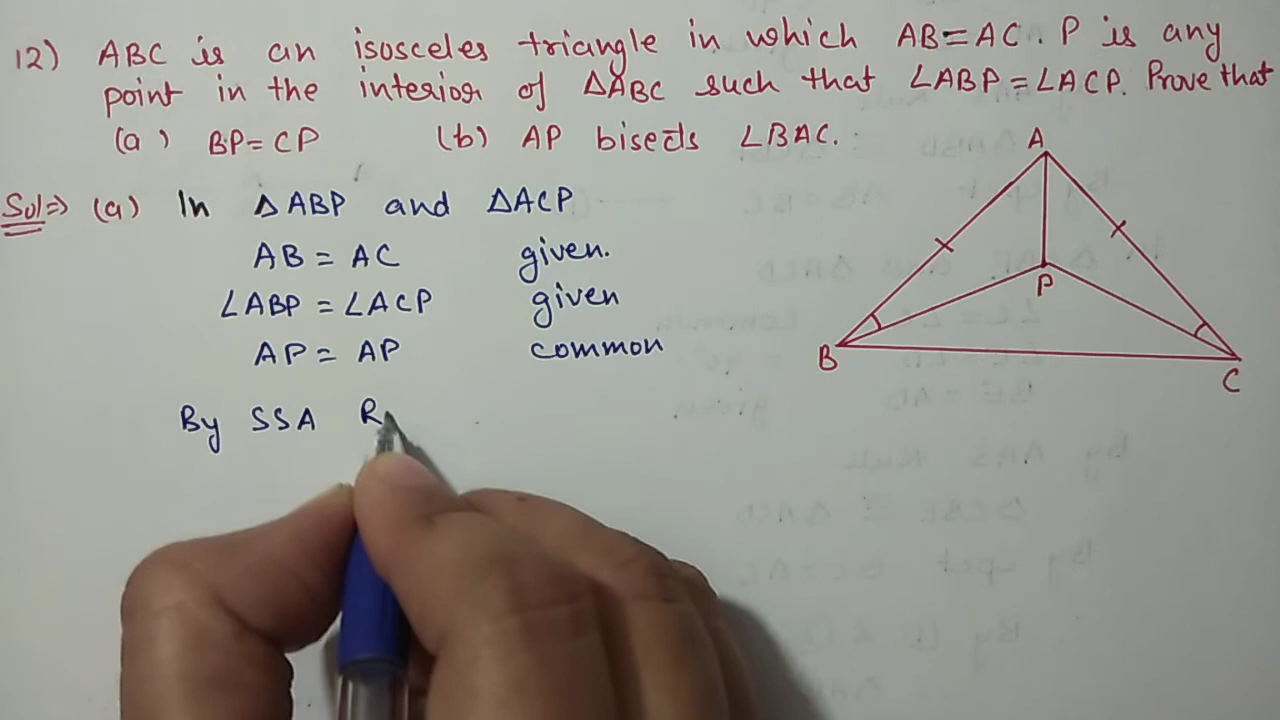 12) ABC is an isosceles triangle in which AB=AC. P is any
point in the interior of ΔABC such that ∠ABP=∠ACP. Prove that
(a) BP=CP (b) AP bisects ∠BAC.
Sol⇒ (a) In ΔABP and ΔACP
AB = AC given.
∠ABP = ∠ACP given
AP = AP common
By SSA R
A
P
B
C